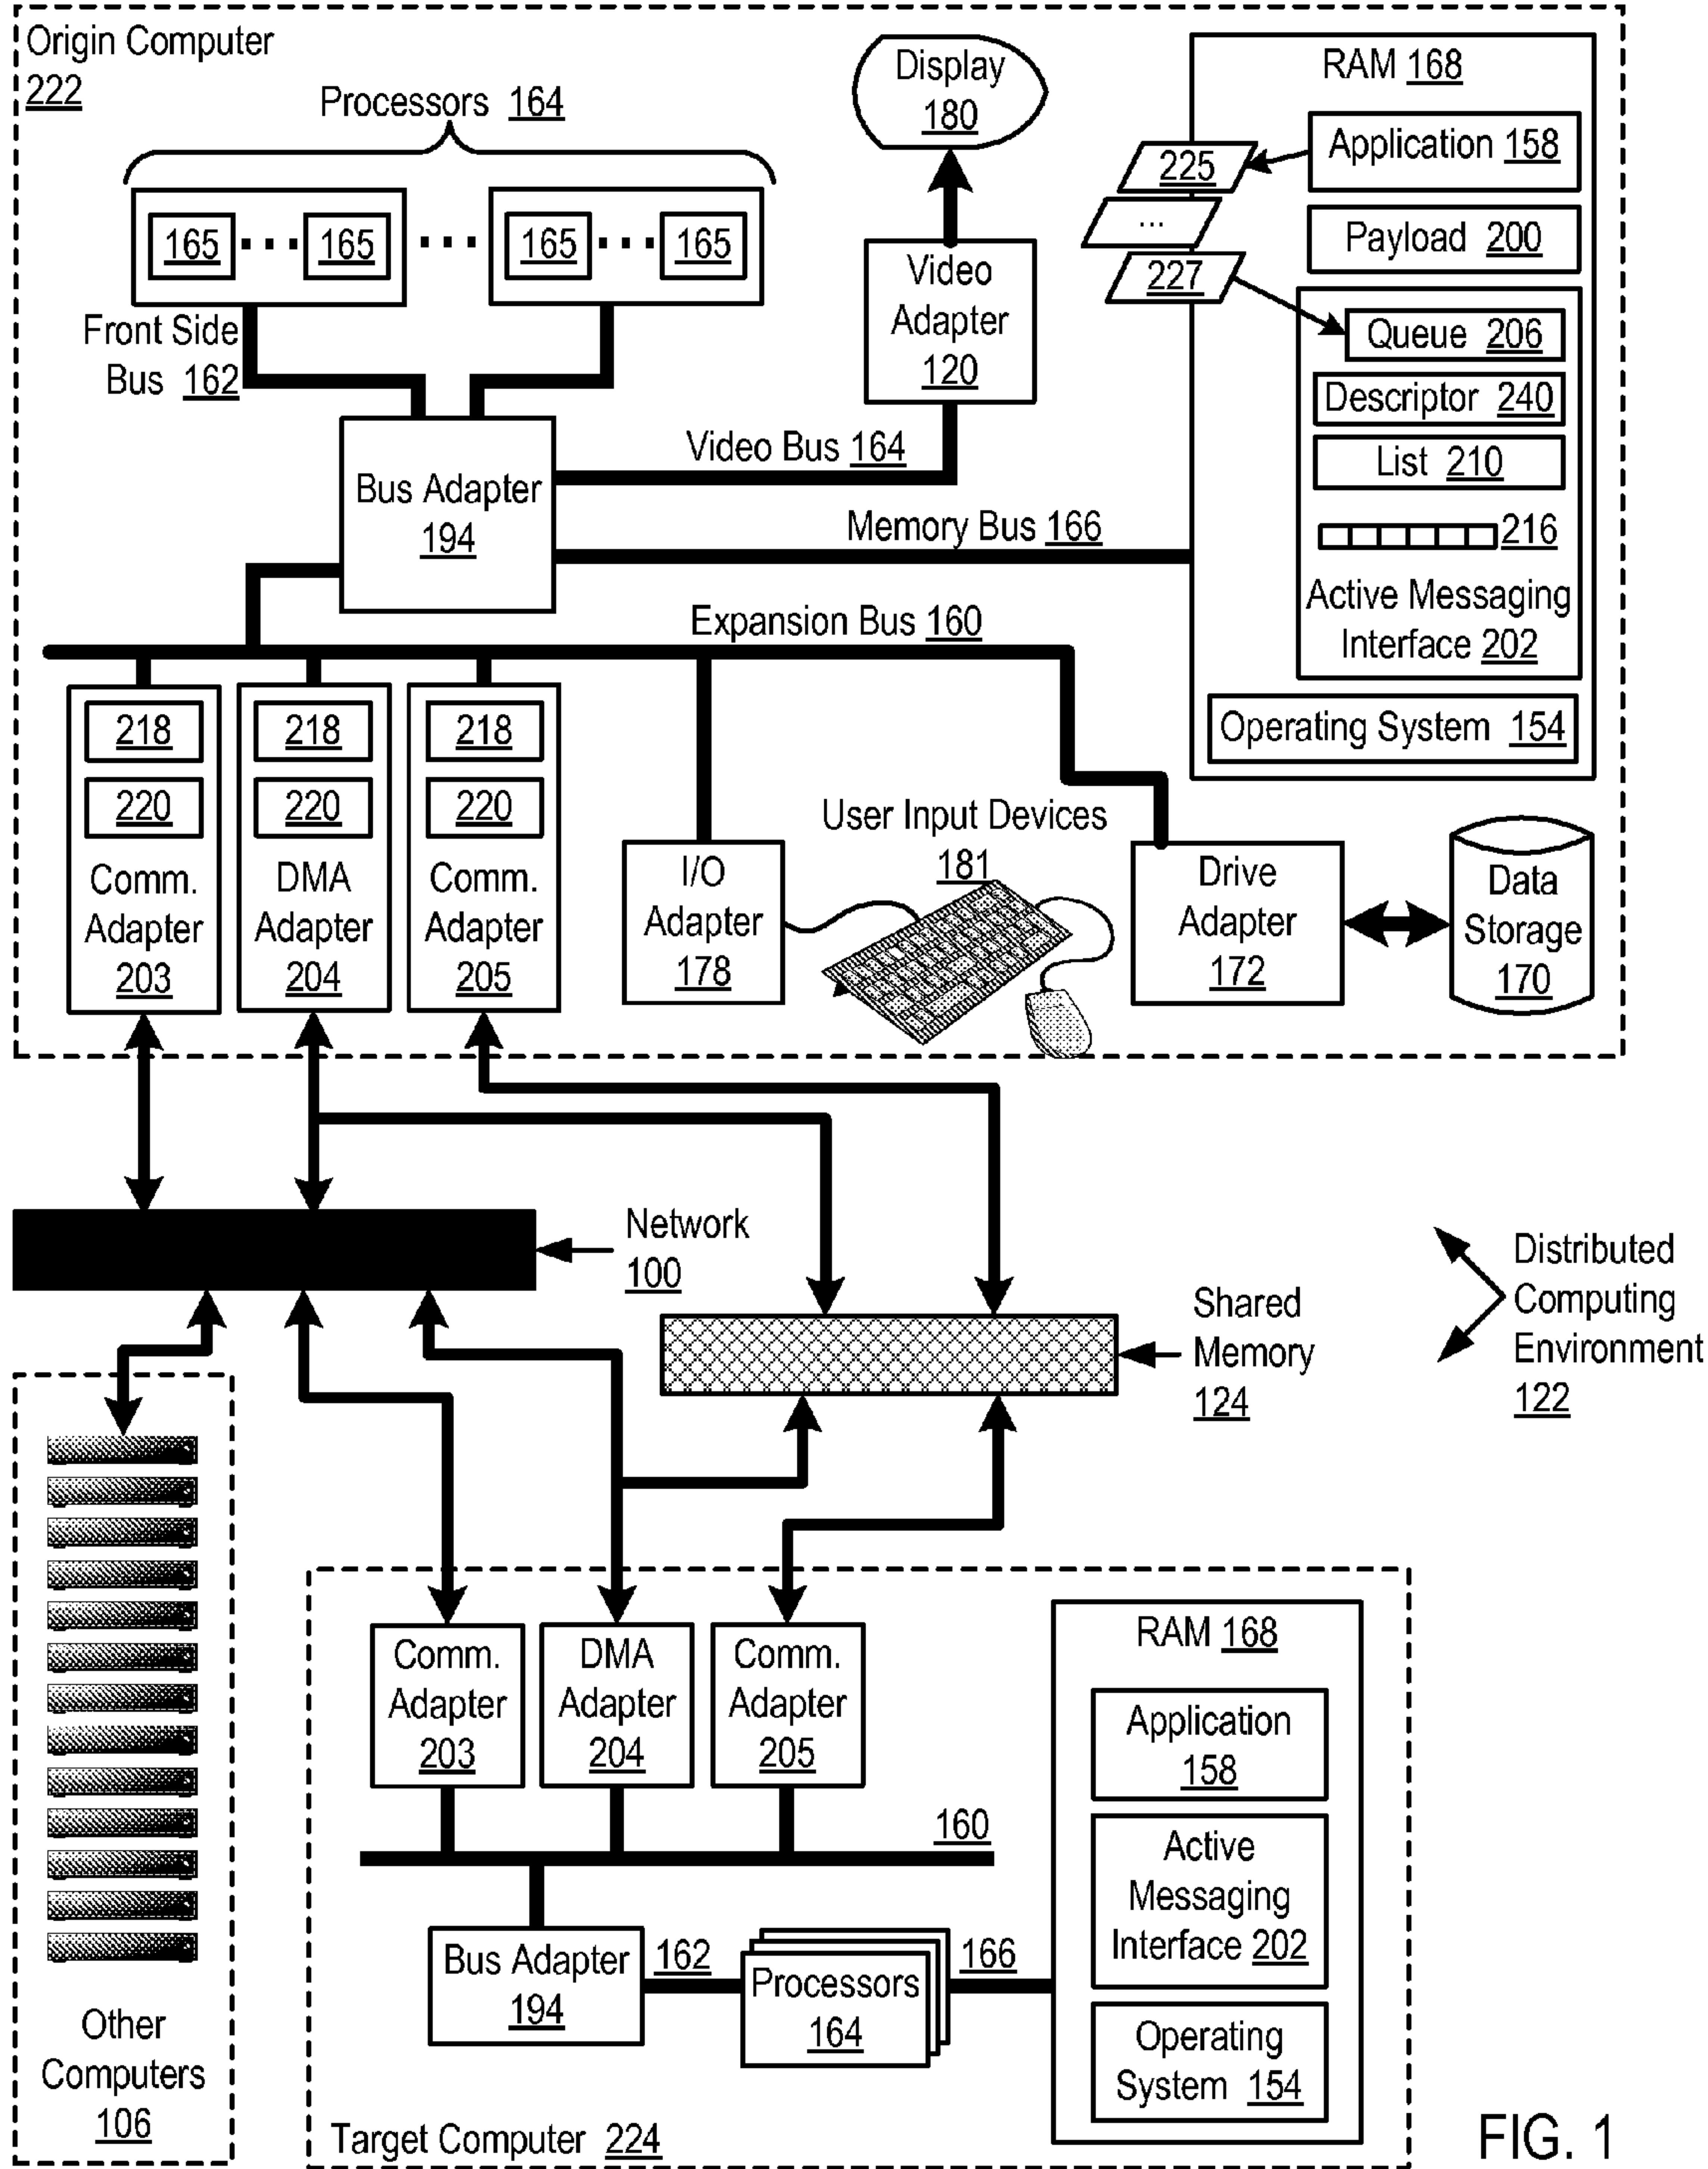 Origin Computer
222
Processors 164
165 ... 165 ... 165 ... 165
Front Side
Bus 162
Display
180
Video
Adapter
120
Video Bus 164
Bus Adapter
194
Memory Bus 166
Expansion Bus 160
RAM 168
Application 158
225
...
227
Payload 200
Queue 206
Descriptor 240
List 210
216
Active Messaging
Interface 202
Operating System 154
218
220
Comm.
Adapter
203
218
220
DMA
Adapter
204
218
220
Comm.
Adapter
205
I/O
Adapter
178
User Input Devices
181
Drive
Adapter
172
Data
Storage
170
Network
100
Shared
Memory
124
Distributed
Computing
Environment
122
Other
Computers
106
Comm.
Adapter
203
DMA
Adapter
204
Comm.
Adapter
205
160
Bus Adapter
194
162
Processors
164
166
RAM 168
Application
158
Active
Messaging
Interface 202
Operating
System 154
Target Computer 224
FIG. 1